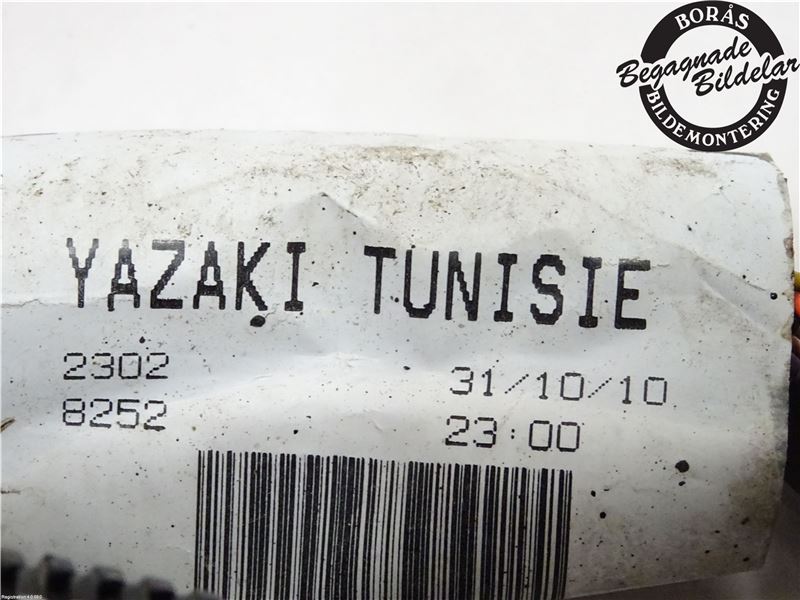 BORÅS
Begagnade
Bildelar
BILDEMONTERING
YAZAKI TUNISIE
2302
31/10/10
8252
23:00